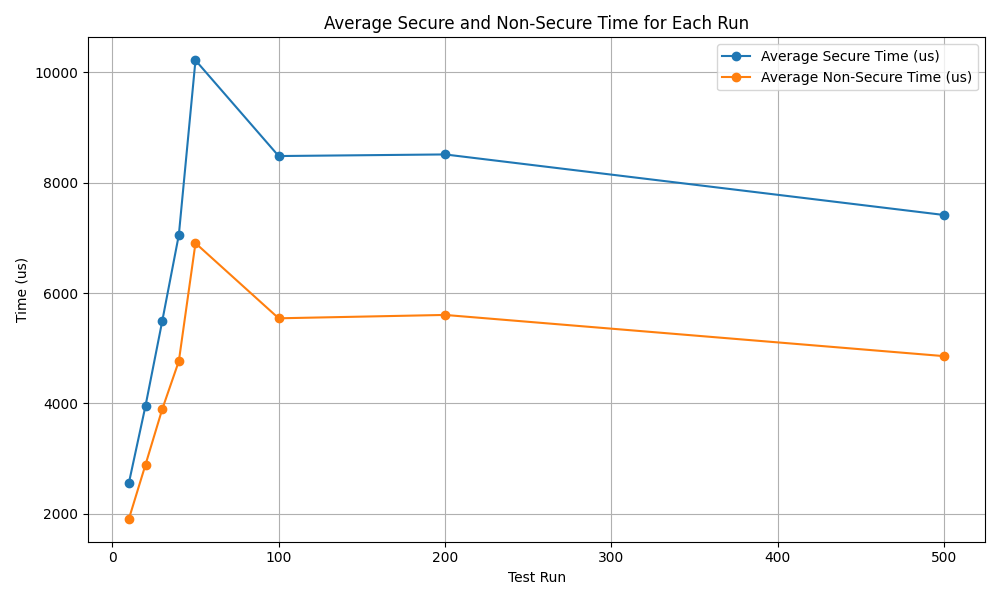 Average Secure and Non-Secure Time for Each Run
Average Secure Time (us)
Average Non-Secure Time (us)
10000
8000
6000
4000
2000
Time (us)
0
100
200
300
400
500
Test Run